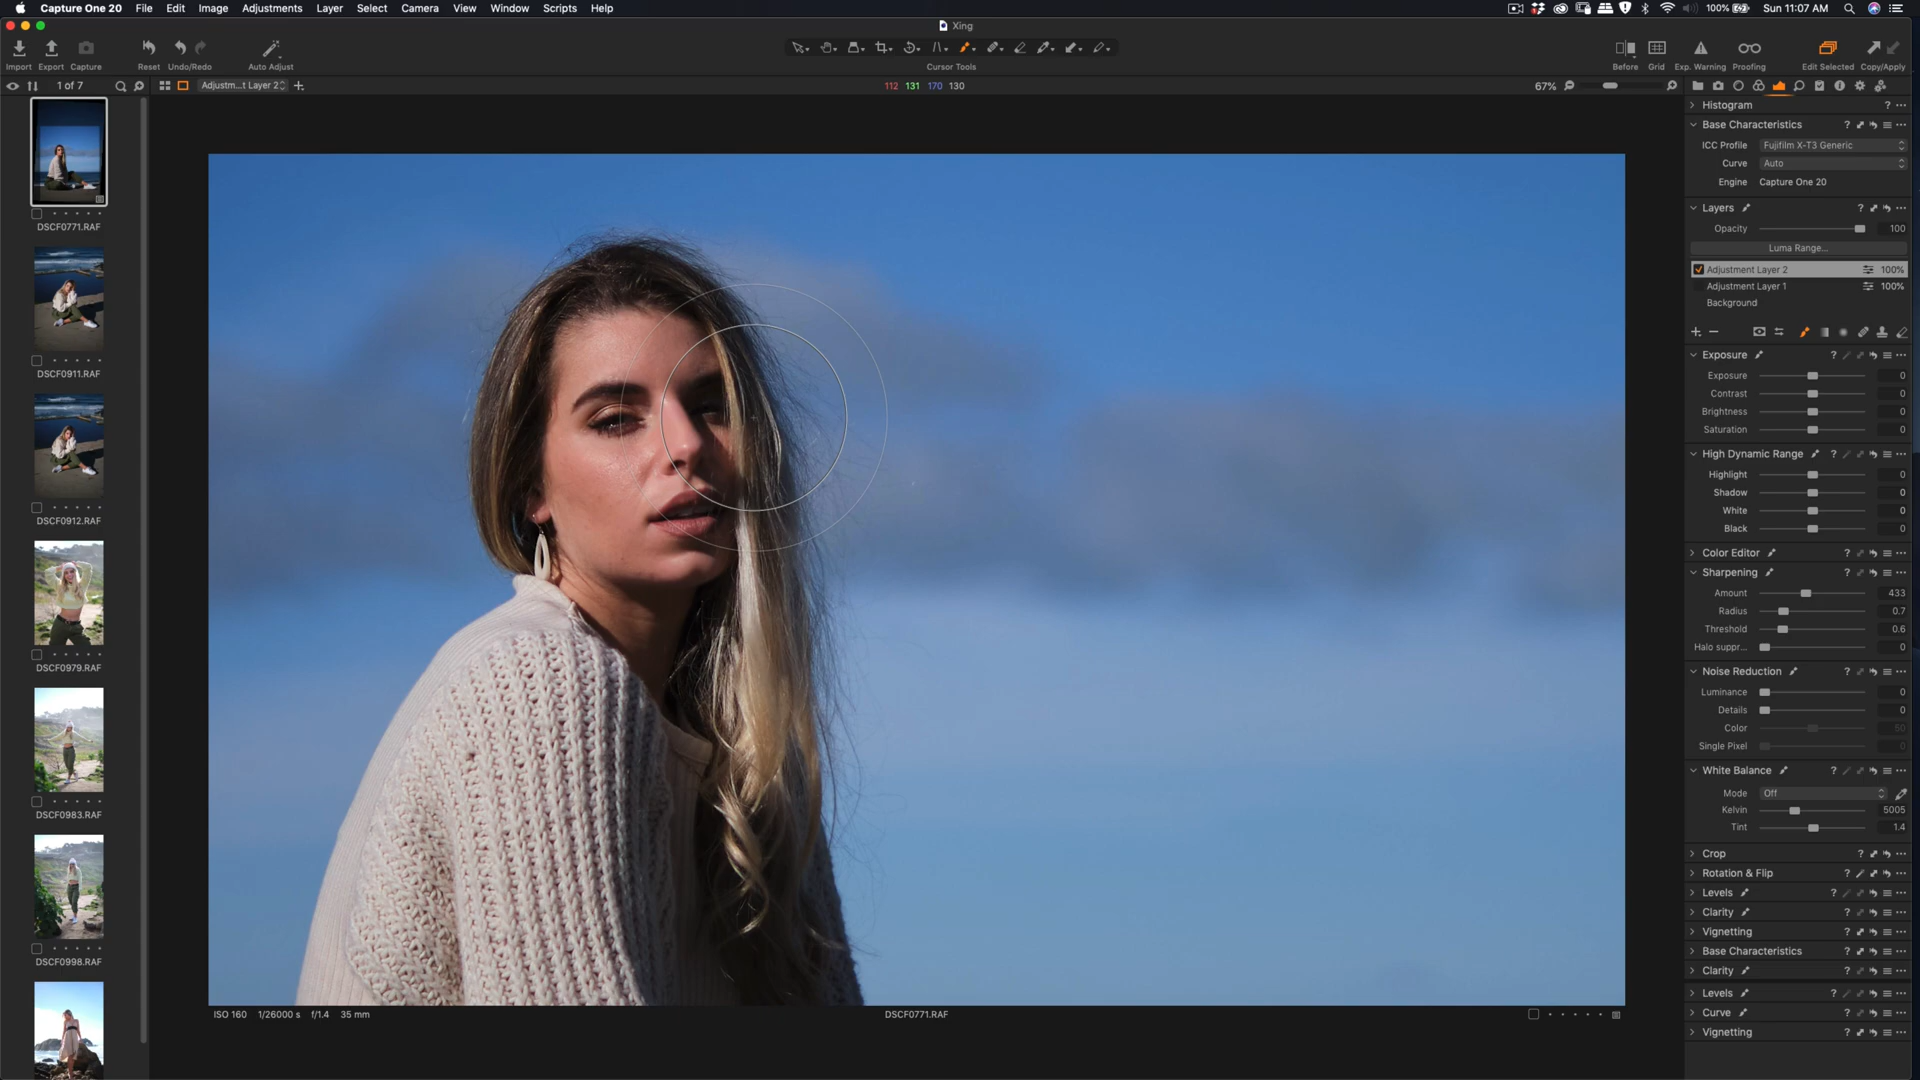 Capture One 20 File Edit Image Adjustments Layer Select Camera View Window Scripts Help 100% Sun 11:07 AM
Xing
Import Export Capture Reset Undo/Redo Auto Adjust Cursor Tools Before Grid Exp. Warning Proofing Edit Selected Copy/Apply
1 of 7 Adjustm...t Layer 2 112 131 170 130 67%
DSCF0771.RAF
DSCF0911.RAF
DSCF0912.RAF
DSCF0979.RAF
DSCF0983.RAF
DSCF0998.RAF
ISO 160 1/26000 s f/1.4 35 mm DSCF0771.RAF
Histogram
Base Characteristics
ICC Profile Fujifilm X-T3 Generic
Curve Auto
Engine Capture One 20
Layers
Opacity 100
Luma Range...
Adjustment Layer 2 100%
Adjustment Layer 1 100%
Background
Exposure
Exposure 0
Contrast 0
Brightness 0
Saturation 0
High Dynamic Range
Highlight 0
Shadow 0
White 0
Black 0
Color Editor
Sharpening
Amount 433
Radius 0.7
Threshold 0.6
Halo suppr... 0
Noise Reduction
Luminance 0
Details 0
Color 50
Single Pixel 0
White Balance
Mode Off
Kelvin 5005
Tint 1.4
Crop
Rotation & Flip
Levels
Clarity
Vignetting
Base Characteristics
Clarity
Levels
Curve
Vignetting